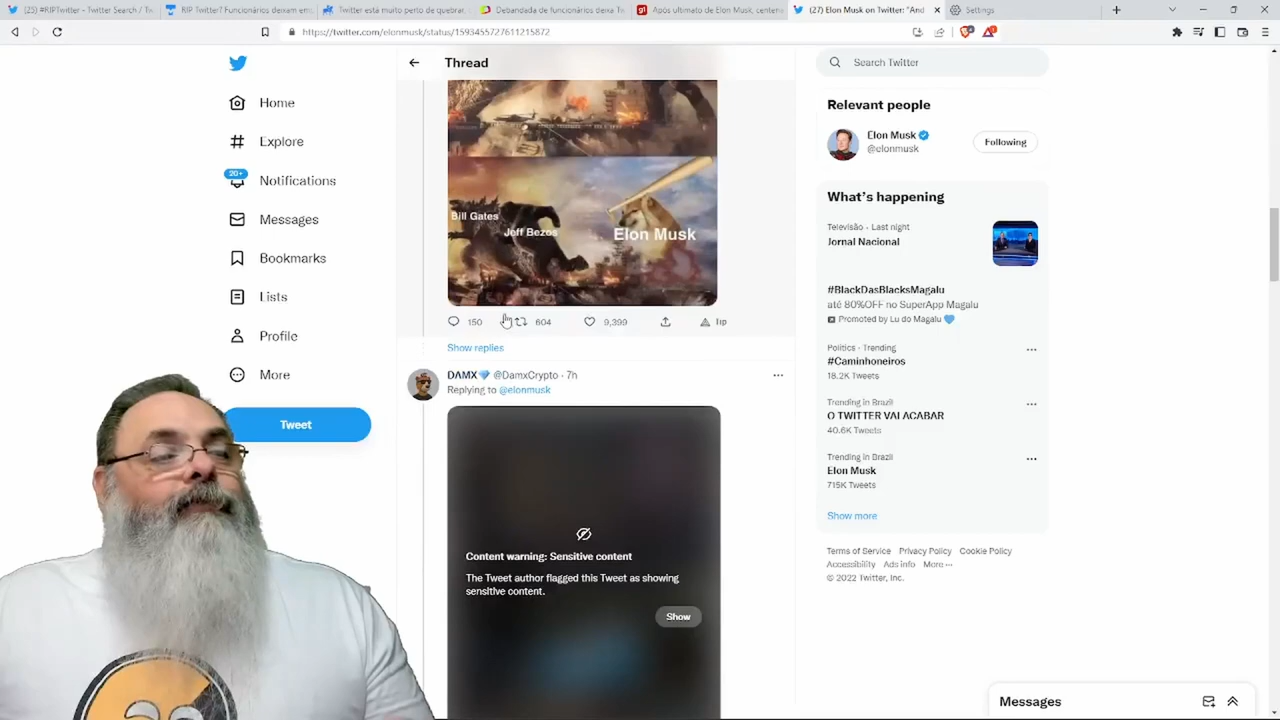 (25) #RIPTwitter - Twitter Search / Tw
RIP Twitter? Funcionários deixam em
Twitter está muito perto de quebrar,
Debandada de funcionários deixa Tw
Após ultimato de Elon Musk, centena
(27) Elon Musk on Twitter: "And
Settings
https://twitter.com/elonmusk/status/1593455727611215872
Home
Explore
20+
Notifications
Messages
Bookmarks
Lists
Profile
More
Tweet
Thread
Bill Gates
Jeff Bezos
Elon Musk
150
604
9,399
Tip
Show replies
DΛMX💎 @DamxCrypto · 7h
Replying to @elonmusk
Content warning: Sensitive content
The Tweet author flagged this Tweet as showing
sensitive content.
Show
Search Twitter
Relevant people
Elon Musk
@elonmusk
Following
What's happening
Televisão · Last night
Jornal Nacional
#BlackDasBlacksMagalu
até 80%OFF no SuperApp Magalu
Promoted by Lu do Magalu 💙
Politics · Trending
#Caminhoneiros
18.2K Tweets
Trending in Brazil
O TWITTER VAI ACABAR
40.6K Tweets
Trending in Brazil
Elon Musk
715K Tweets
Show more
Terms of Service Privacy Policy Cookie Policy
Accessibility Ads info More ···
© 2022 Twitter, Inc.
Messages